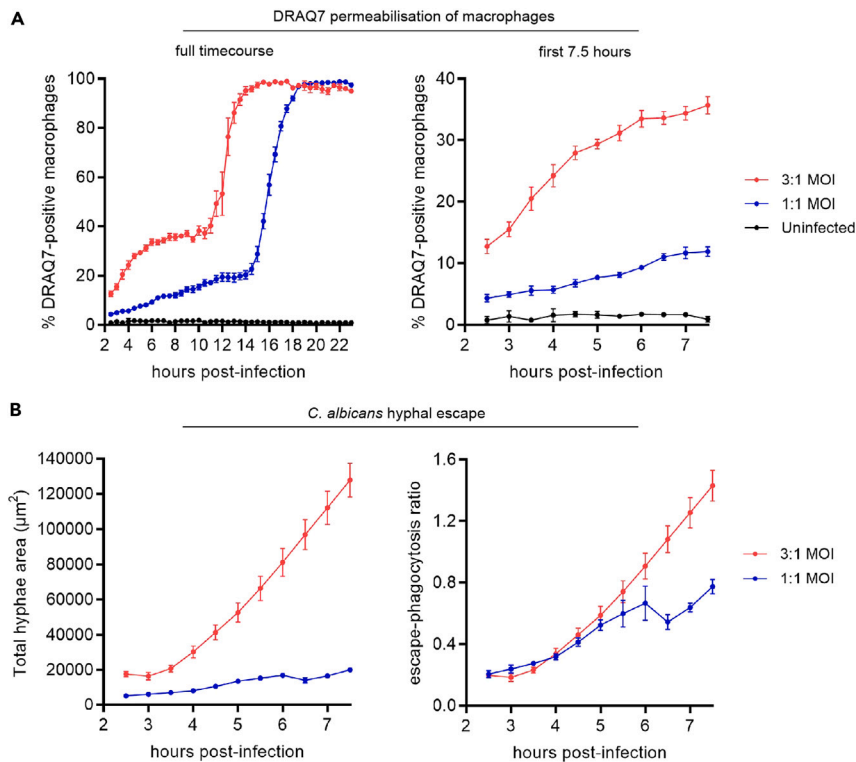 A
DRAQ7 permeabilisation of macrophages
full timecourse
first 7.5 hours
% DRAQ7-positive macrophages
100
80
60
40
20
0
2 4 6 8 10 12 14 16 18 20 22
hours post-infection
% DRAQ7-positive macrophages
40
30
20
10
0
2 3 4 5 6 7
hours post-infection
3:1 MOI
1:1 MOI
Uninfected
B
C. albicans hyphal escape
Total hyphae area (µm²)
140000
120000
100000
80000
60000
40000
20000
0
2 3 4 5 6 7
hours post-infection
escape-phagocytosis ratio
1.6
1.2
0.8
0.4
0.0
2 3 4 5 6 7
hours post-infection
3:1 MOI
1:1 MOI